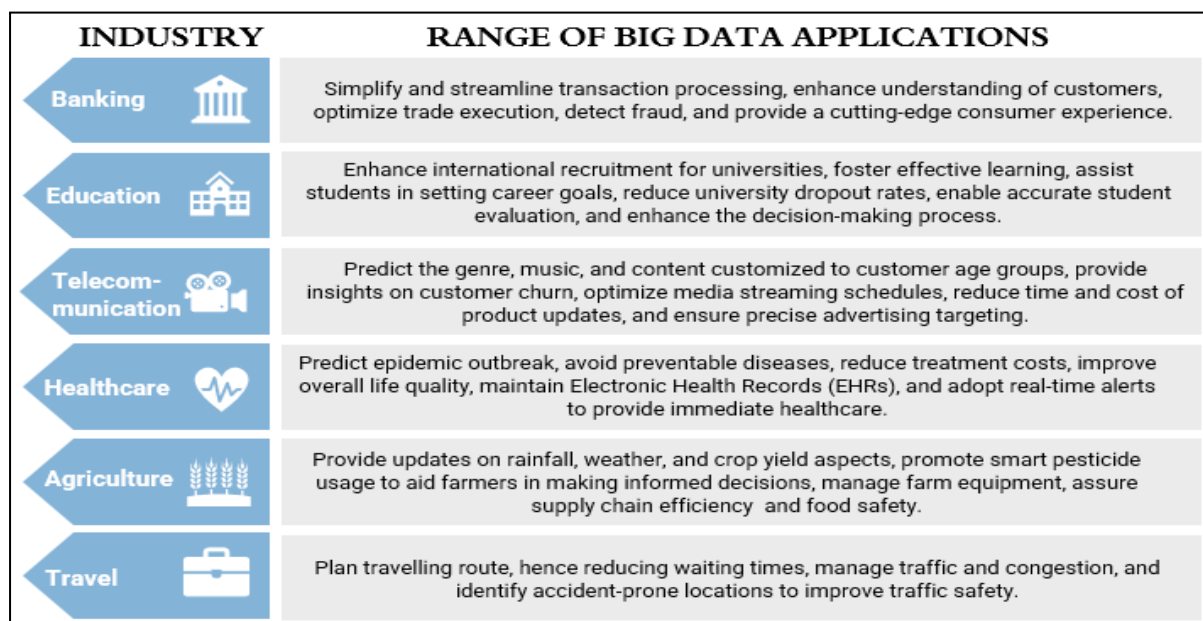 INDUSTRY
RANGE OF BIG DATA APPLICATIONS
Banking
Simplify and streamline transaction processing, enhance understanding of customers,
optimize trade execution, detect fraud, and provide a cutting-edge consumer experience.
Education
Enhance international recruitment for universities, foster effective learning, assist
students in setting career goals, reduce university dropout rates, enable accurate student
evaluation, and enhance the decision-making process.
Telecom-
munication
Predict the genre, music, and content customized to customer age groups, provide
insights on customer churn, optimize media streaming schedules, reduce time and cost of
product updates, and ensure precise advertising targeting.
Healthcare
Predict epidemic outbreak, avoid preventable diseases, reduce treatment costs, improve
overall life quality, maintain Electronic Health Records (EHRs), and adopt real-time alerts
to provide immediate healthcare.
Agriculture
Provide updates on rainfall, weather, and crop yield aspects, promote smart pesticide
usage to aid farmers in making informed decisions, manage farm equipment, assure
supply chain efficiency and food safety.
Travel
Plan travelling route, hence reducing waiting times, manage traffic and congestion, and
identify accident-prone locations to improve traffic safety.